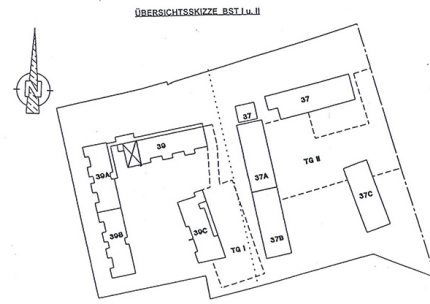 ÜBERSICHTSSKIZZE BST I u. II
N
37
37
39
TG II
39A
37A
37C
39B
39C
37B
TG I